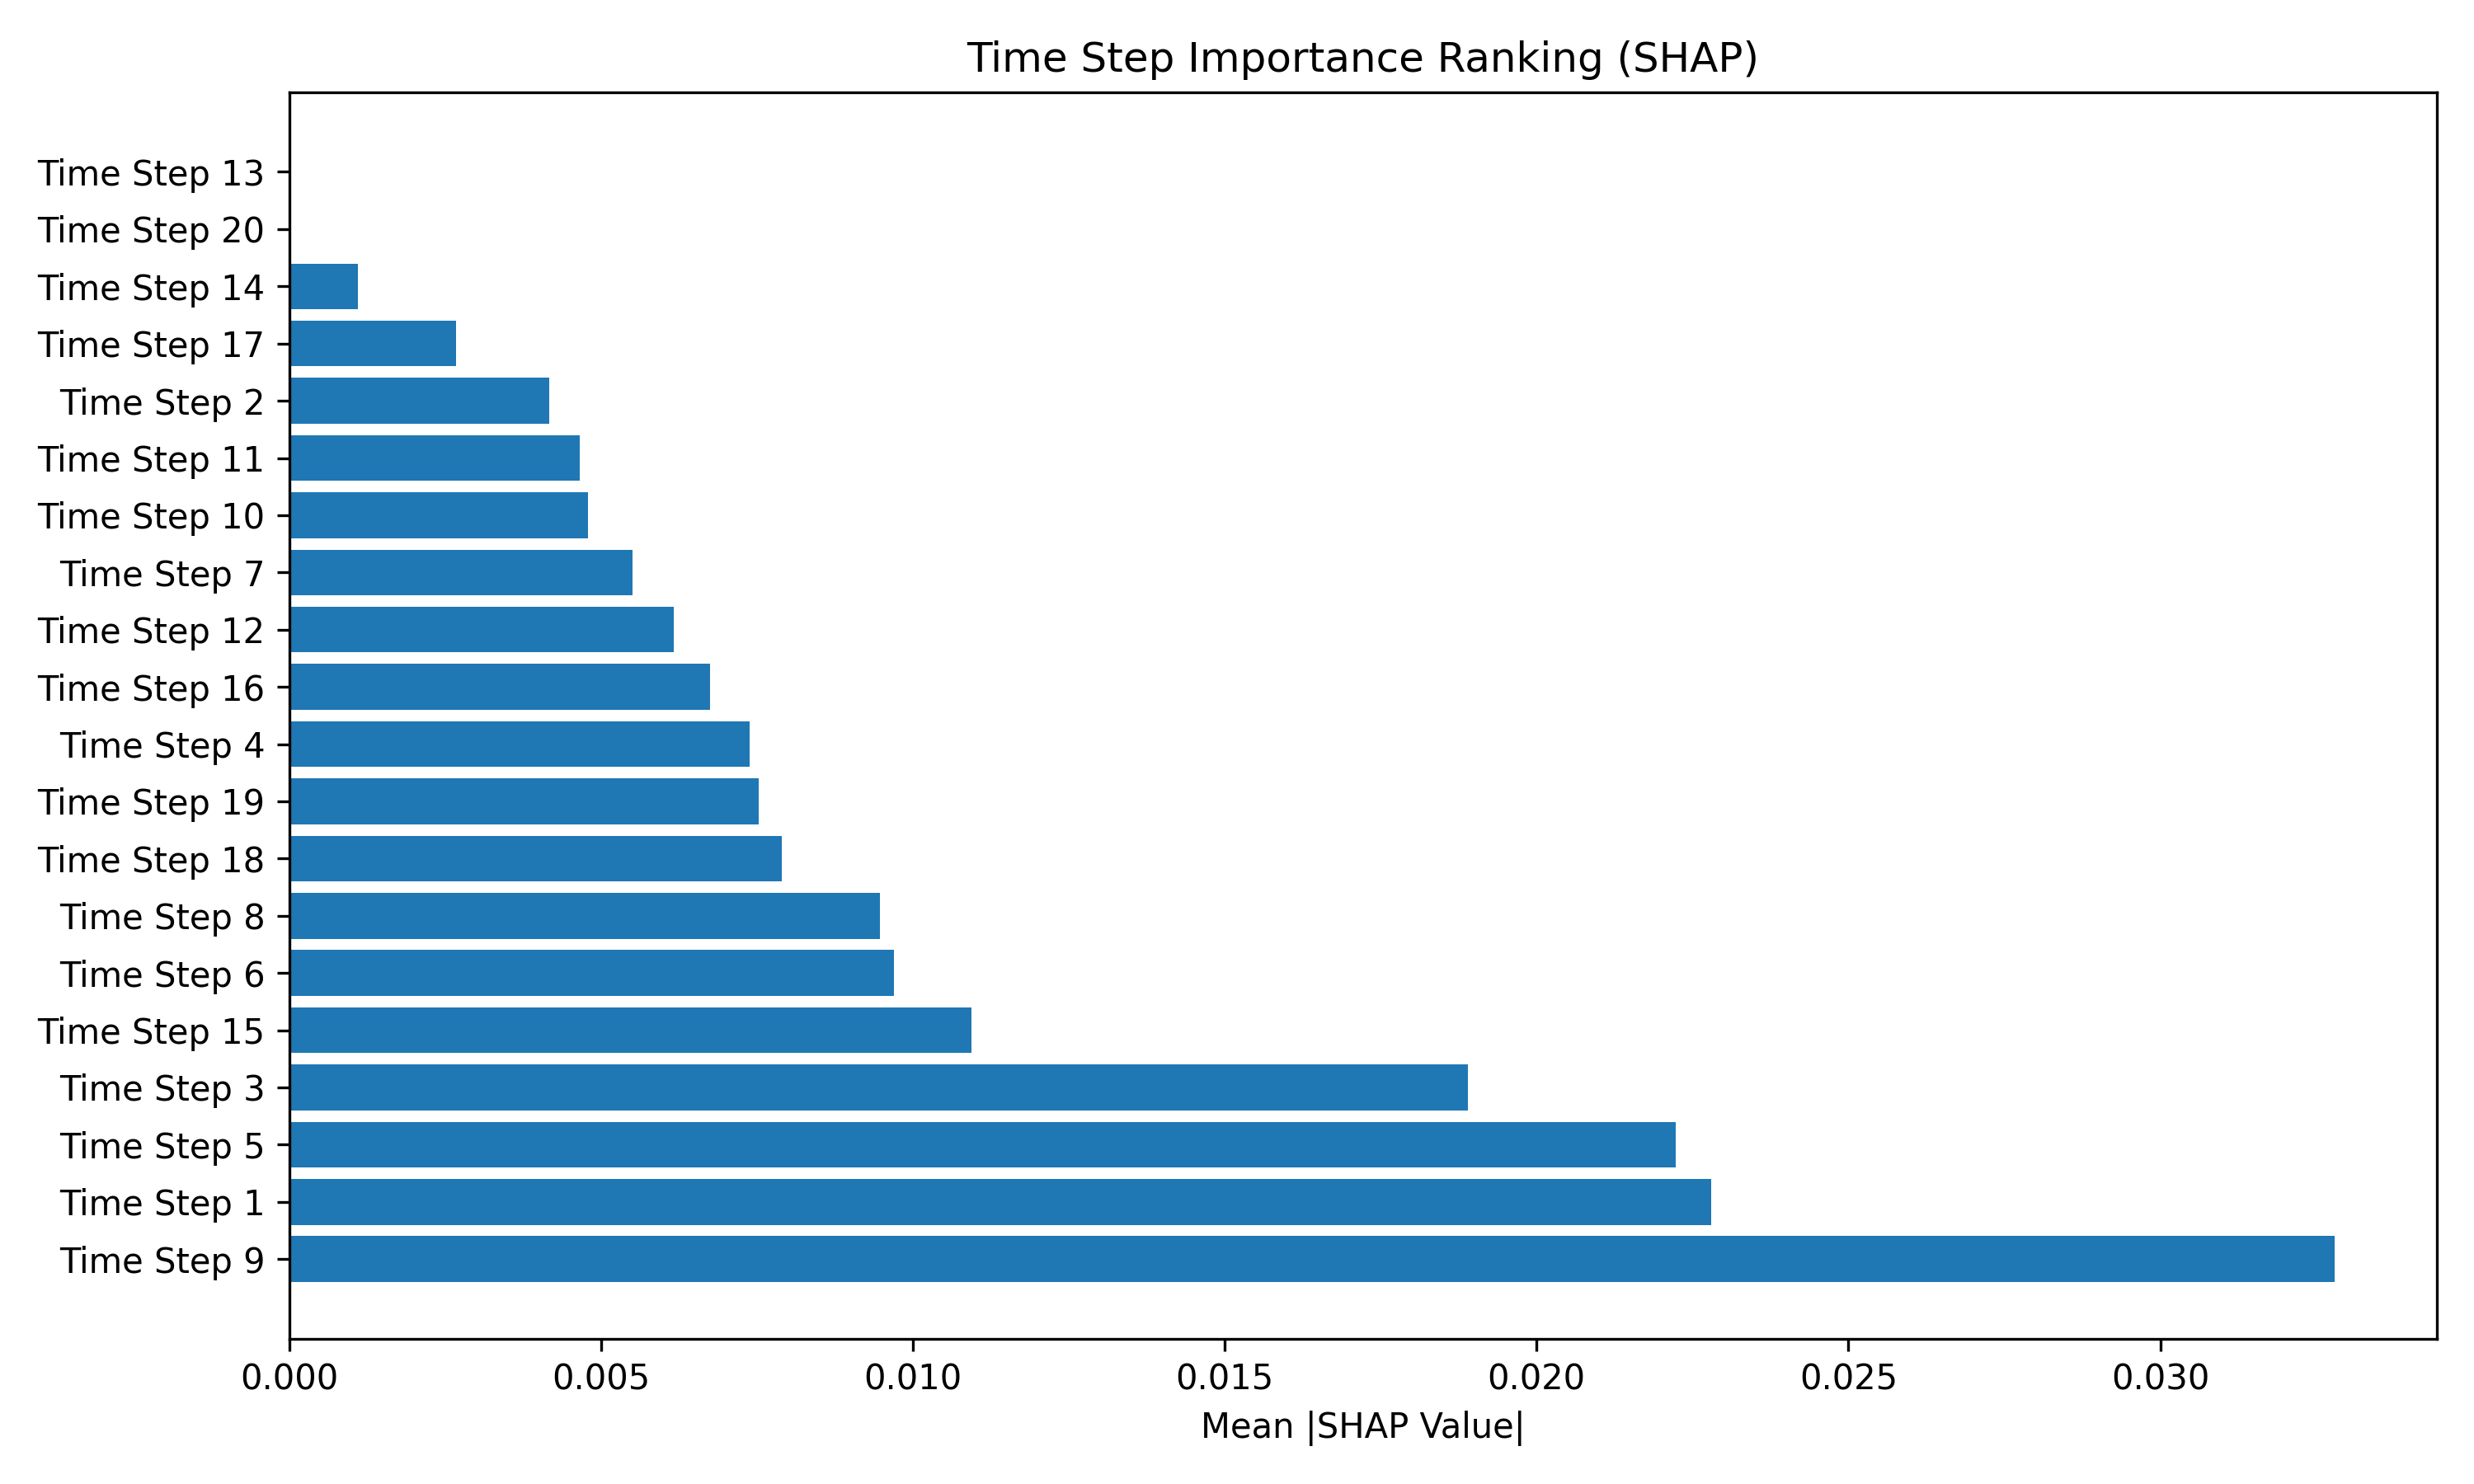 Time Step Importance Ranking (SHAP)
Time Step 13
Time Step 20
Time Step 14
Time Step 17
Time Step 2
Time Step 11
Time Step 10
Time Step 7
Time Step 12
Time Step 16
Time Step 4
Time Step 19
Time Step 18
Time Step 8
Time Step 6
Time Step 15
Time Step 3
Time Step 5
Time Step 1
Time Step 9
0.000 0.005 0.010 0.015 0.020 0.025 0.030
Mean |SHAP Value|